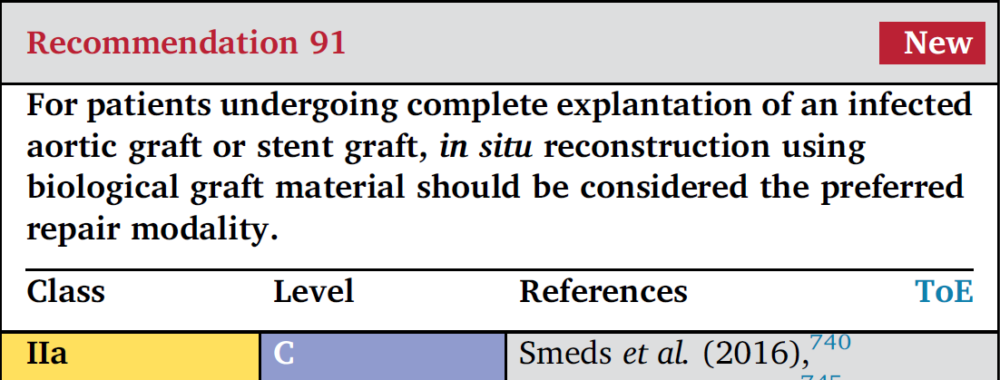 Recommendation 91 New
For patients undergoing complete explantation of an infected
aortic graft or stent graft, in situ reconstruction using
biological graft material should be considered the preferred
repair modality.
Class Level References ToE
IIa C Smeds et al. (2016),740
745